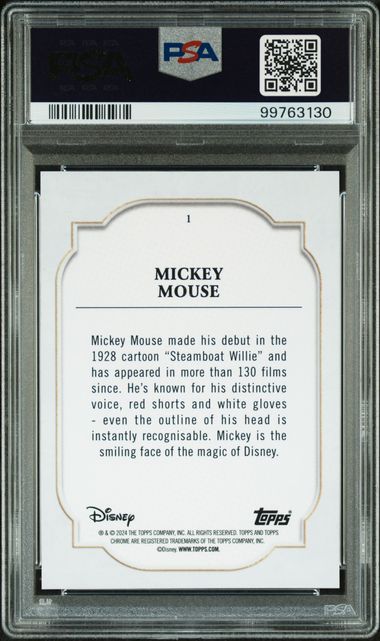 PSA
PSA
99763130
1
MICKEY
MOUSE
Mickey Mouse made his debut in the
1928 cartoon “Steamboat Willie” and
has appeared in more than 130 films
since. He’s known for his distinctive
voice, red shorts and white gloves
- even the outline of his head is
instantly recognisable. Mickey is the
smiling face of the magic of Disney.
Disney
topps
® & © 2024 THE TOPPS COMPANY, INC. ALL RIGHTS RESERVED. TOPPS AND TOPPS
CHROME ARE REGISTERED TRADEMARKS OF THE TOPPS COMPANY, INC.
©Disney. WWW.TOPPS.COM.
PSA